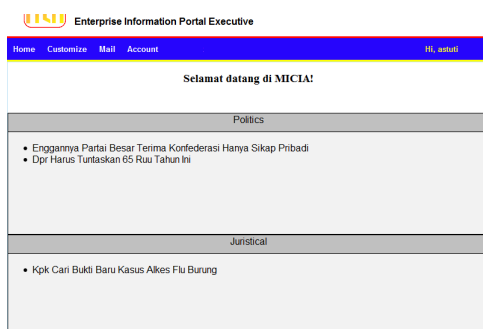 Enterprise Information Portal Executive
Home Customize Mail Account Hi, astuti
Selamat datang di MICIA!
Politics
Enggannya Partai Besar Terima Konfederasi Hanya Sikap Pribadi
Dpr Harus Tuntaskan 65 Ruu Tahun Ini
Juristical
Kpk Cari Bukti Baru Kasus Alkes Flu Burung